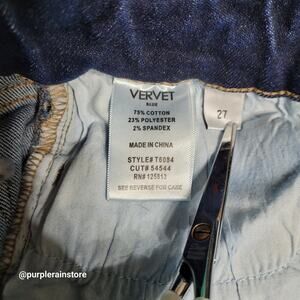 VERVET
BLUE
75% COTTON
23% POLYESTER
2% SPANDEX
MADE IN CHINA
STYLE# T6084
CUT# 54544
RN# 125813
SEE REVERSE FOR CARE
27
@purplerainstore